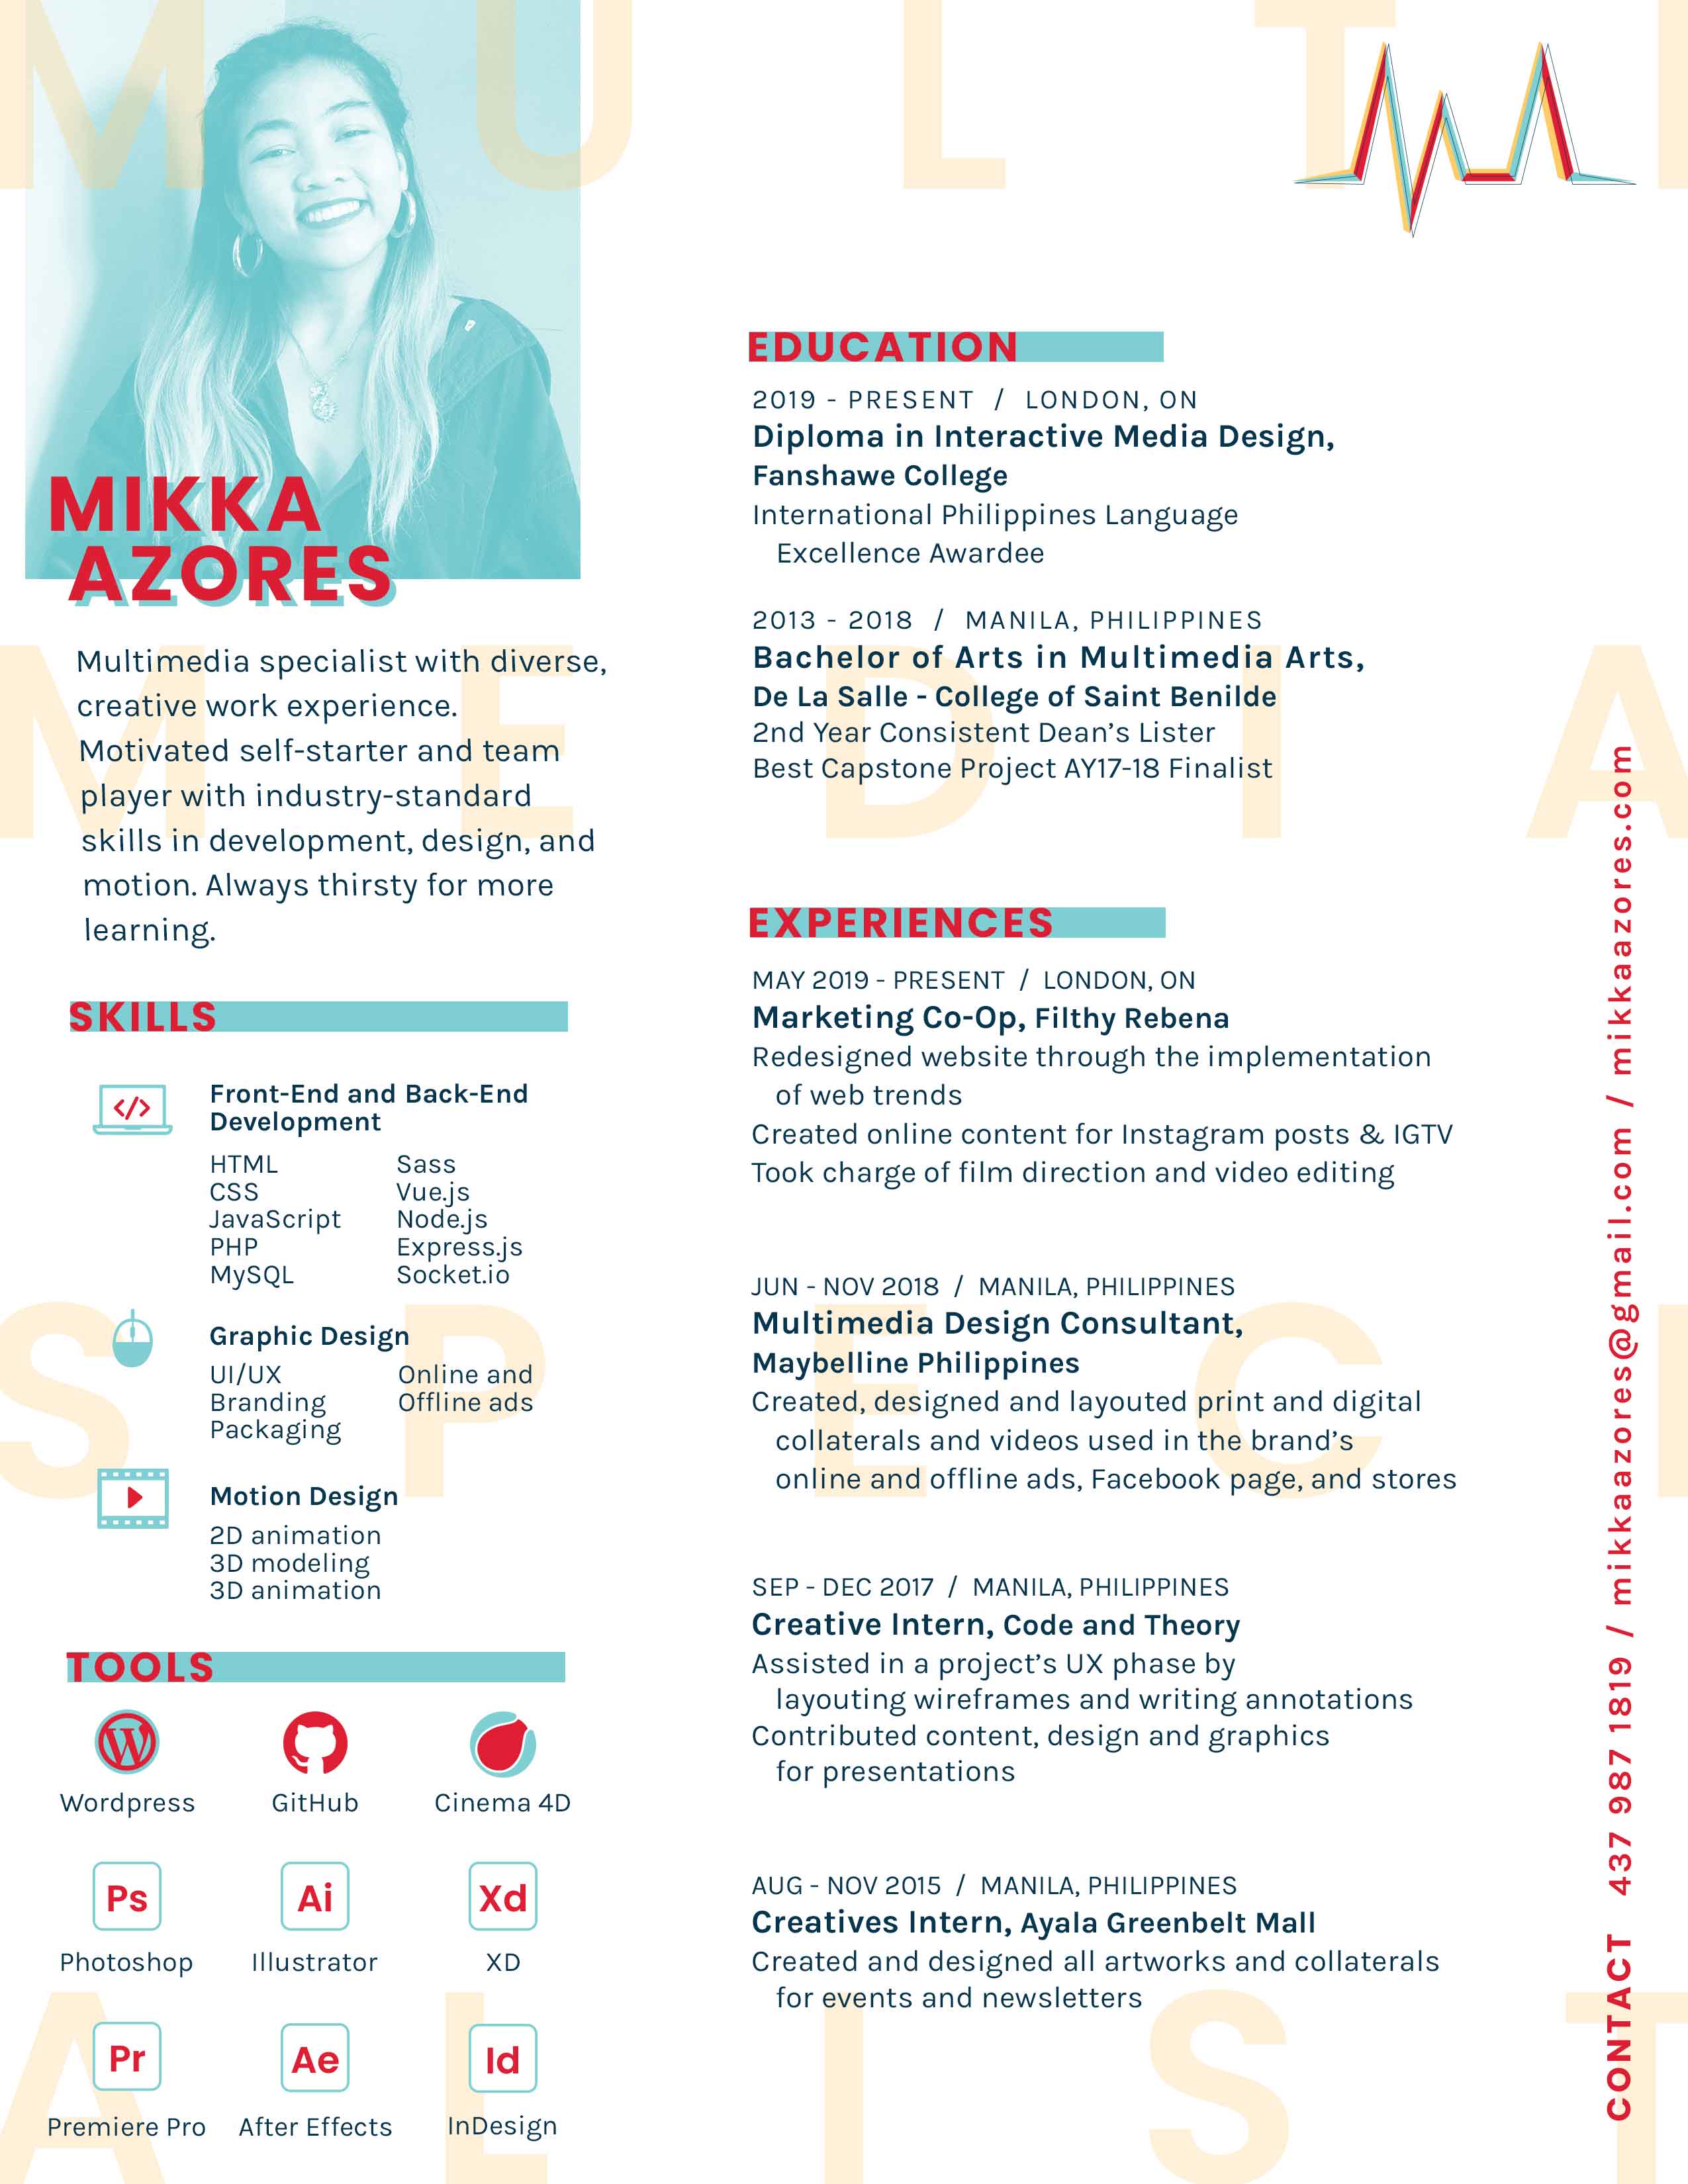 MULTI
MEDIA
SPECI
ALIST
MIKKA
AZORES
Multimedia specialist with diverse,
creative work experience.
Motivated self-starter and team
player with industry-standard
skills in development, design, and
motion. Always thirsty for more
learning.
SKILLS
</>
Front-End and Back-End
Development
HTML
CSS
JavaScript
PHP
MySQL
Sass
Vue.js
Node.js
Express.js
Socket.io
Graphic Design
UI/UX
Branding
Packaging
Online and
Offline ads
Motion Design
2D animation
3D modeling
3D animation
TOOLS
W
Wordpress
GitHub
Cinema 4D
Ps
Photoshop
Ai
Illustrator
Xd
XD
Pr
Premiere Pro
Ae
After Effects
Id
InDesign
EDUCATION
2019 - PRESENT / LONDON, ON
Diploma in Interactive Media Design,
Fanshawe College
International Philippines Language
Excellence Awardee
2013 - 2018 / MANILA, PHILIPPINES
Bachelor of Arts in Multimedia Arts,
De La Salle - College of Saint Benilde
2nd Year Consistent Dean’s Lister
Best Capstone Project AY17-18 Finalist
EXPERIENCES
MAY 2019 - PRESENT / LONDON, ON
Marketing Co-Op, Filthy Rebena
Redesigned website through the implementation
of web trends
Created online content for Instagram posts & IGTV
Took charge of film direction and video editing
JUN - NOV 2018 / MANILA, PHILIPPINES
Multimedia Design Consultant,
Maybelline Philippines
Created, designed and layouted print and digital
collaterals and videos used in the brand’s
online and offline ads, Facebook page, and stores
SEP - DEC 2017 / MANILA, PHILIPPINES
Creative Intern, Code and Theory
Assisted in a project’s UX phase by
layouting wireframes and writing annotations
Contributed content, design and graphics
for presentations
AUG - NOV 2015 / MANILA, PHILIPPINES
Creatives Intern, Ayala Greenbelt Mall
Created and designed all artworks and collaterals
for events and newsletters
CONTACT 437 987 1819 / mikkaazores@gmail.com / mikkaazores.com